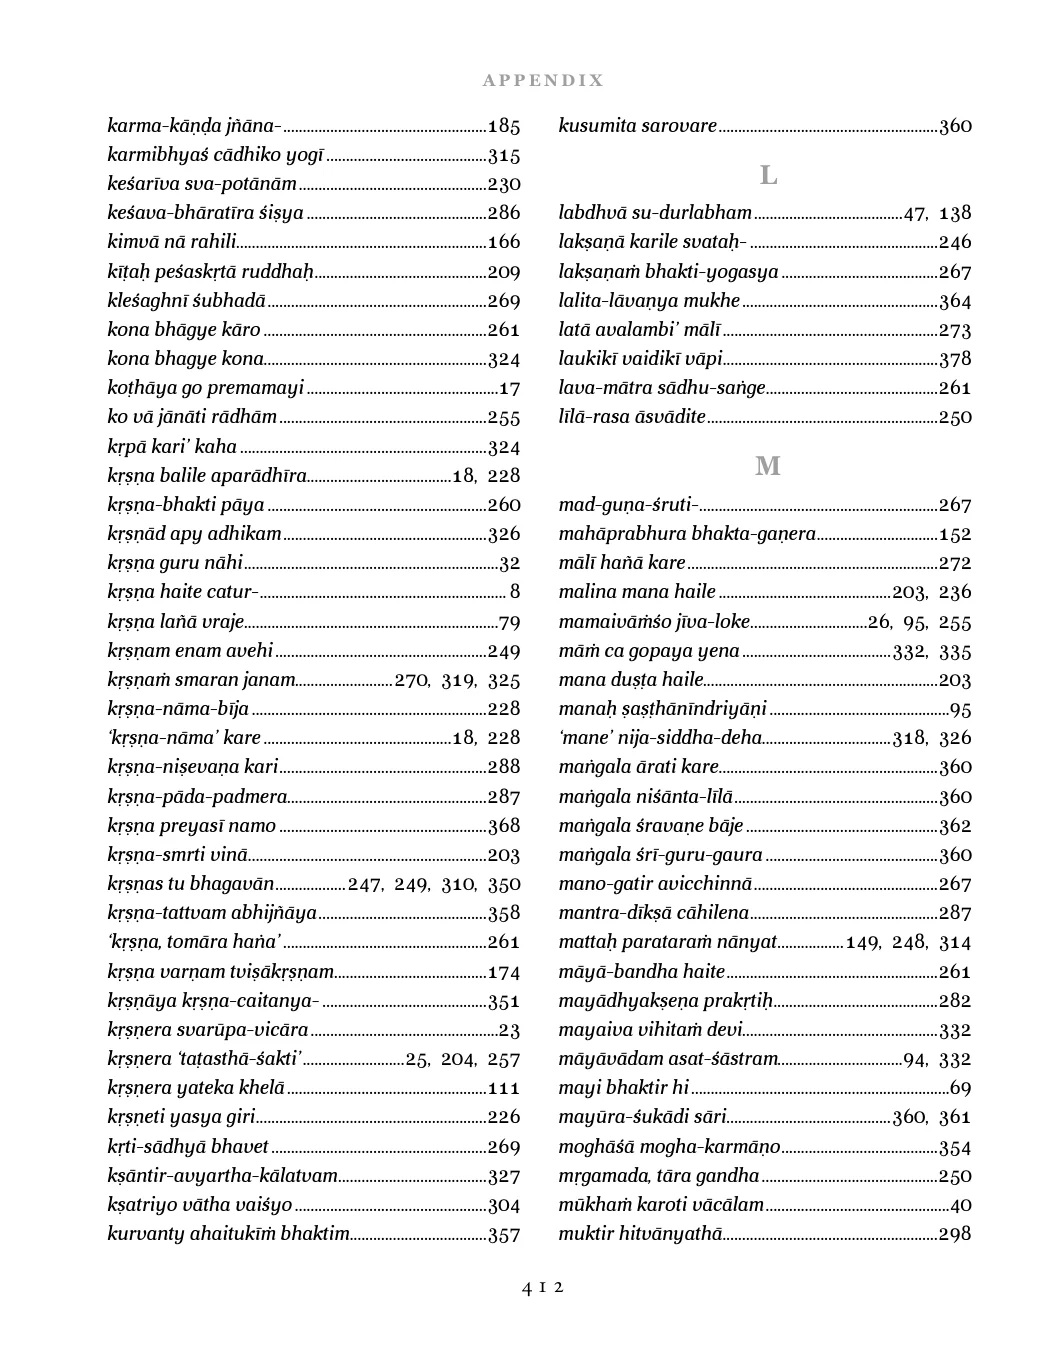 APPENDIX
karma-kāṇḍa jñāna-.................................................185
karmibhyaś cādhiko yogī.........................................315
keśarīva sva-potānām................................................230
keśava-bhāratīra śiṣya..............................................286
kimvā nā rahili................................................................166
kīṭaḥ peśaskṛtā ruddhaḥ............................................209
kleśaghnī śubhadā........................................................269
kona bhāgye kāro.........................................................261
kona bhagye kona.........................................................324
koṭhāya go premamayi.................................................17
ko vā jānāti rādhām.....................................................255
kṛpā kari’ kaha...............................................................324
kṛṣṇa balile aparādhīra.....................................18, 228
kṛṣṇa-bhakti pāya........................................................260
kṛṣṇād apy adhikam....................................................326
kṛṣṇa guru nāhi.................................................................32
kṛṣṇa haite catur-............................................................... 8
kṛṣṇa lañā vraje................................................................79
kṛṣṇam enam avehi......................................................249
kṛṣṇaṁ smaran janam.........................270, 319, 325
kṛṣṇa-nāma-bīja............................................................228
‘kṛṣṇa-nāma’ kare................................................18, 228
kṛṣṇa-niṣevaṇa kari.....................................................288
kṛṣṇa-pāda-padmera...................................................287
kṛṣṇa preyasī namo.....................................................368
kṛṣṇa-smrti vinā.............................................................203
kṛṣṇas tu bhagavān..................247, 249, 310, 350
kṛṣṇa-tattvam abhijñāya...........................................358
‘kṛṣṇa, tomāra haṅa’....................................................261
kṛṣṇa varṇam tviṣākṛṣṇam.......................................174
kṛṣṇāya kṛṣṇa-caitanya-..........................................351
kṛṣṇera svarūpa-vicāra................................................23
kṛṣṇera ‘taṭasthā-śakti’..........................25, 204, 257
kṛṣṇera yateka khelā...................................................111
kṛṣṇeti yasya giri...........................................................226
kṛti-sādhyā bhavet.......................................................269
kṣāntir-avyartha-kālatvam......................................327
kṣatriyo vātha vaiśyo.................................................304
kurvanty ahaitukīṁ bhaktim...................................357
kusumita sarovare........................................................360
L
labdhvā su-durlabham......................................47, 138
lakṣaṇā karile svataḥ-................................................246
lakṣaṇaṁ bhakti-yogasya........................................267
lalita-lāvaṇya mukhe..................................................364
latā avalambi’ mālī.......................................................273
laukikī vaidikī vāpi.......................................................378
lava-mātra sādhu-saṅge............................................261
līlā-rasa āsvādite...........................................................250
M
mad-guṇa-śruti-............................................................267
mahāprabhura bhakta-gaṇera...............................152
mālī hañā kare................................................................272
malina mana haile............................................203, 236
mamaivāṁśo jīva-loke..............................26, 95, 255
māṁ ca gopaya yena......................................332, 335
mana duṣṭa haile............................................................203
manaḥ ṣaṣṭhānīndriyāṇi..............................................95
‘mane’ nija-siddha-deha.................................318, 326
maṅgala ārati kare........................................................360
maṅgala niśānta-līlā....................................................360
maṅgala śravaṇe bāje.................................................362
maṅgala śrī-guru-gaura............................................360
mano-gatir avicchinnā...............................................267
mantra-dīkṣā cāhilena................................................287
mattaḥ parataraṁ nānyat.................149, 248, 314
māyā-bandha haite......................................................261
mayādhyakṣeṇa prakṛtiḥ..........................................282
mayaiva vihitaṁ devi..................................................332
māyāvādam asat-śāstram................................94, 332
mayi bhaktir hi..................................................................69
mayūra-śukādi sāri..........................................360, 361
moghāśā mogha-karmāṇo........................................354
mṛgamada, tāra gandha.............................................250
mūkhaṁ karoti vācālam...............................................40
muktir hitvānyathā.......................................................298
412